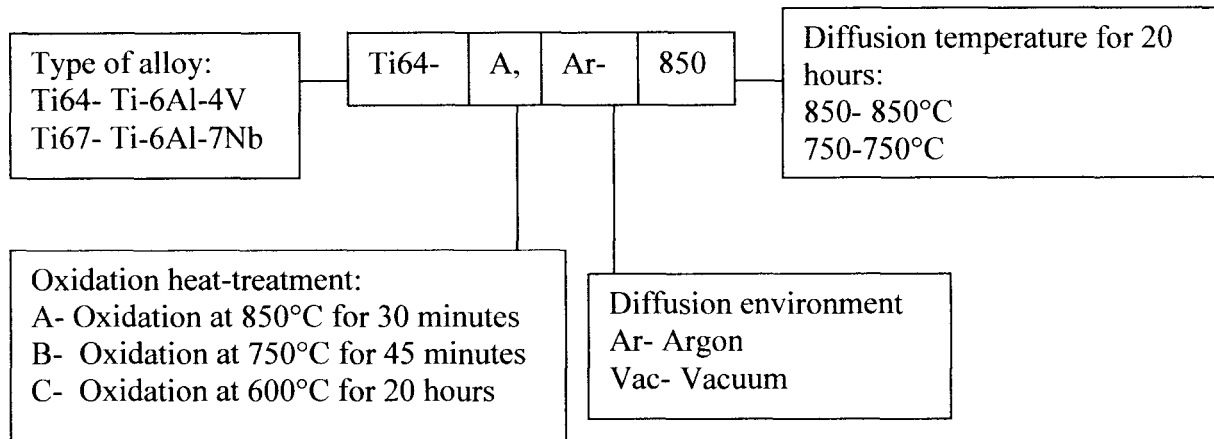 Type of alloy:
Ti64- Ti-6Al-4V
Ti67- Ti-6Al-7Nb
Ti64- A, Ar- 850
Diffusion temperature for 20
hours:
850- 850°C
750-750°C
Oxidation heat-treatment:
A- Oxidation at 850°C for 30 minutes
B- Oxidation at 750°C for 45 minutes
C- Oxidation at 600°C for 20 hours
Diffusion environment
Ar- Argon
Vac- Vacuum